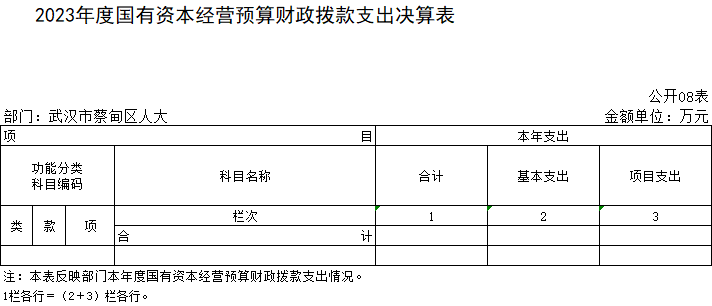 2023年度国有资本经营预算财政拨款支出决算表
公开08表
部门：武汉市蔡甸区人大 金额单位：万元
项 目 本年支出
功能分类科目编码 科目名称 合计 基本支出 项目支出
类 款 项 栏次 1 2 3
合 计
注：本表反映部门本年度国有资本经营预算财政拨款支出情况。
1栏各行＝（2＋3）栏各行。